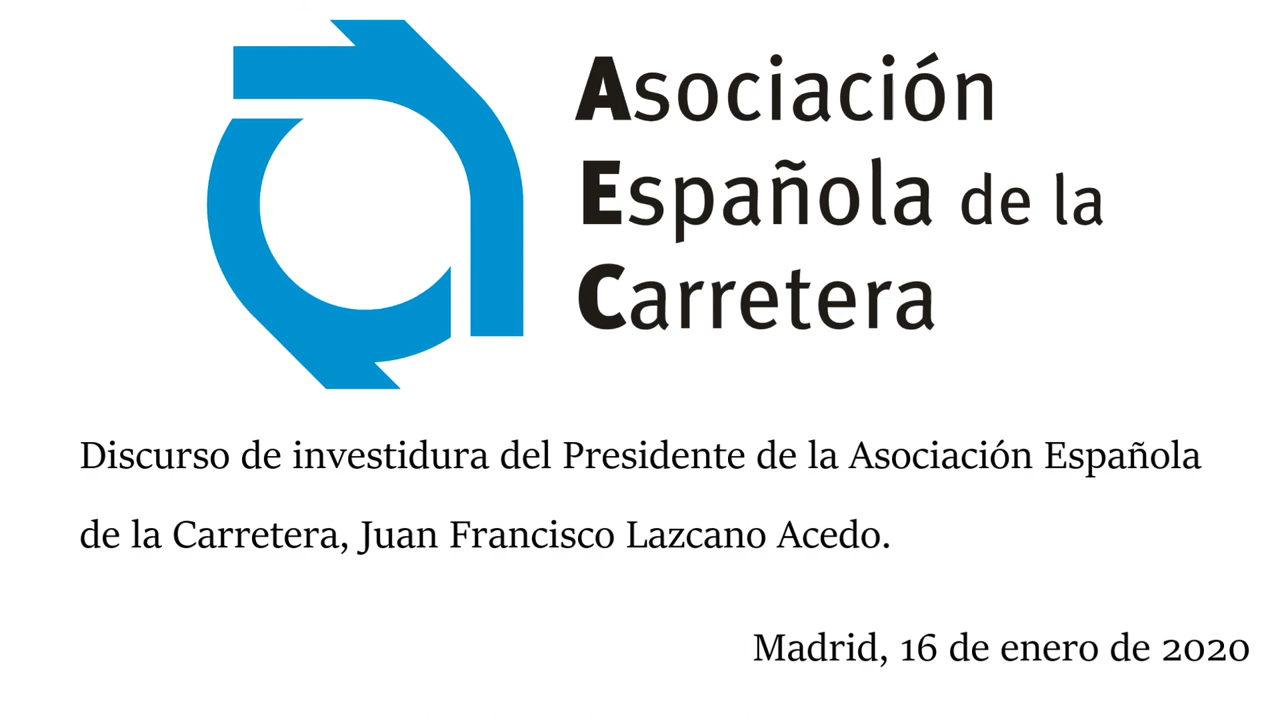 Asociación
Española de la
Carretera
Discurso de investidura del Presidente de la Asociación Española
de la Carretera, Juan Francisco Lazcano Acedo.
Madrid, 16 de enero de 2020